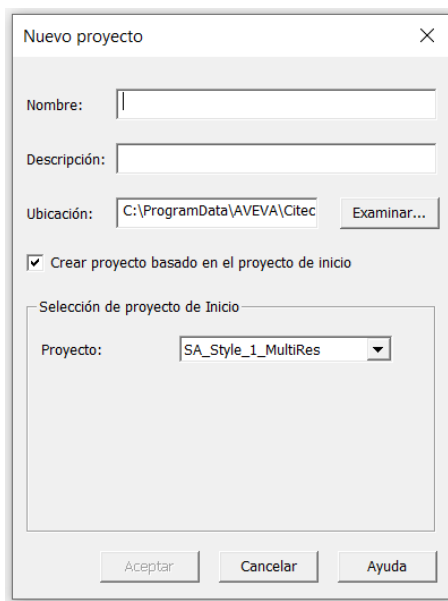 Nuevo proyecto
Nombre:
Descripción:
Ubicación: C:\ProgramData\AVEVA\Citec Examinar...
Crear proyecto basado en el proyecto de inicio
Selección de proyecto de Inicio
Proyecto: SA_Style_1_MultiRes
Aceptar Cancelar Ayuda